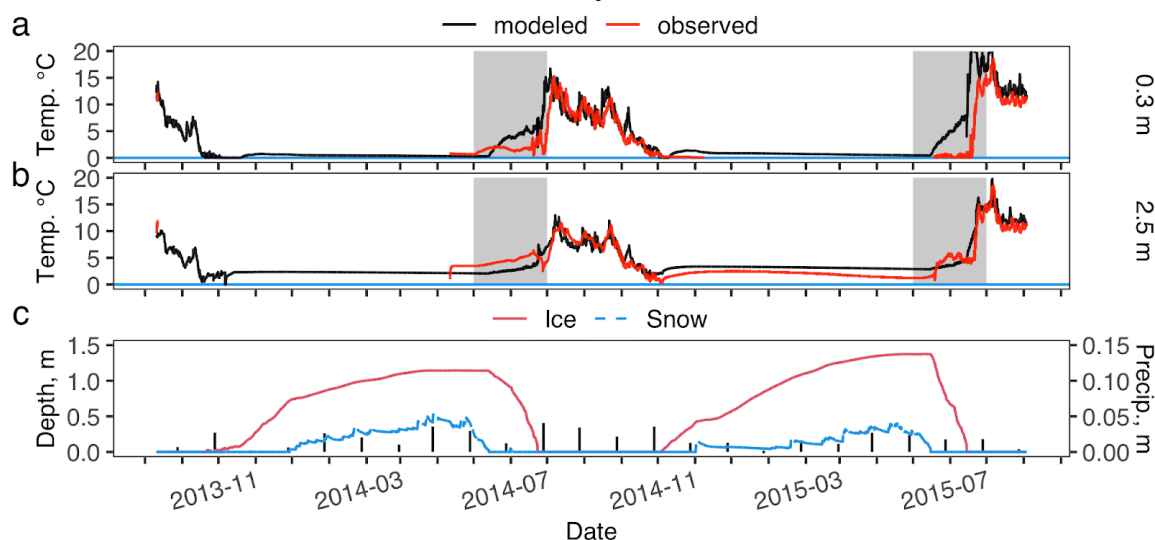 a
modeled observed
Temp. °C
20
15
10
5
0
0.3 m
b
Temp. °C
20
15
10
5
0
2.5 m
c
Ice Snow
Depth, m
1.5
1.0
0.5
0.0
0.15
0.10
0.05
0.00
Precip, m
2013-11 2014-03 2014-07 2014-11 2015-03 2015-07
Date